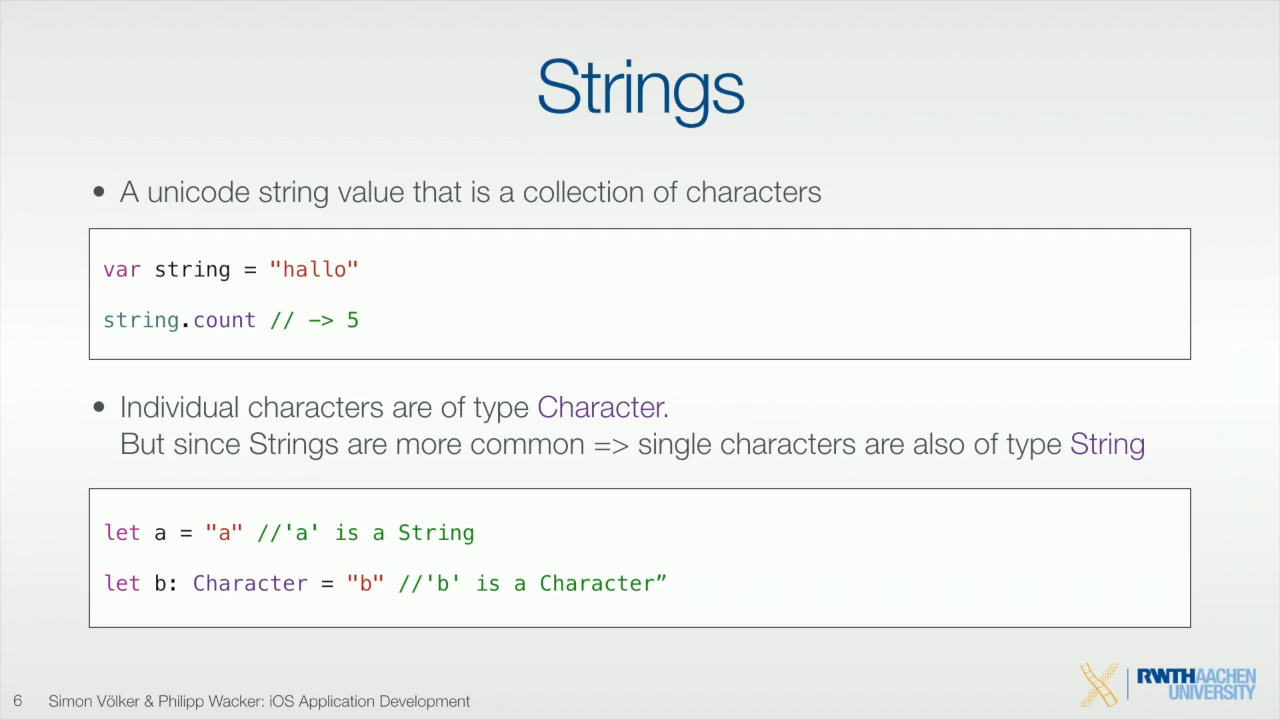 Strings
• A unicode string value that is a collection of characters
var string = "hallo"
string.count // -> 5
• Individual characters are of type Character.
But since Strings are more common => single characters are also of type String
let a = "a" //'a' is a String
let b: Character = "b" //'b' is a Character”
6 Simon Völker & Philipp Wacker: iOS Application Development
RWTHAACHEN
UNIVERSITY